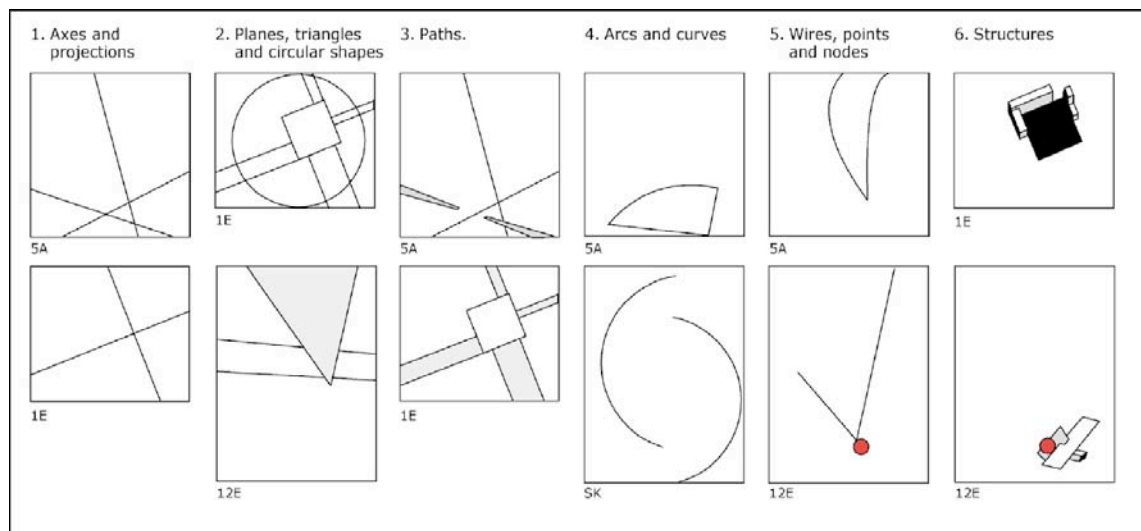 1. Axes and
projections
2. Planes, triangles
and circular shapes
3. Paths.
4. Arcs and curves
5. Wires, points
and nodes
6. Structures
5A
1E
5A
5A
5A
1E
1E
12E
1E
SK
12E
12E